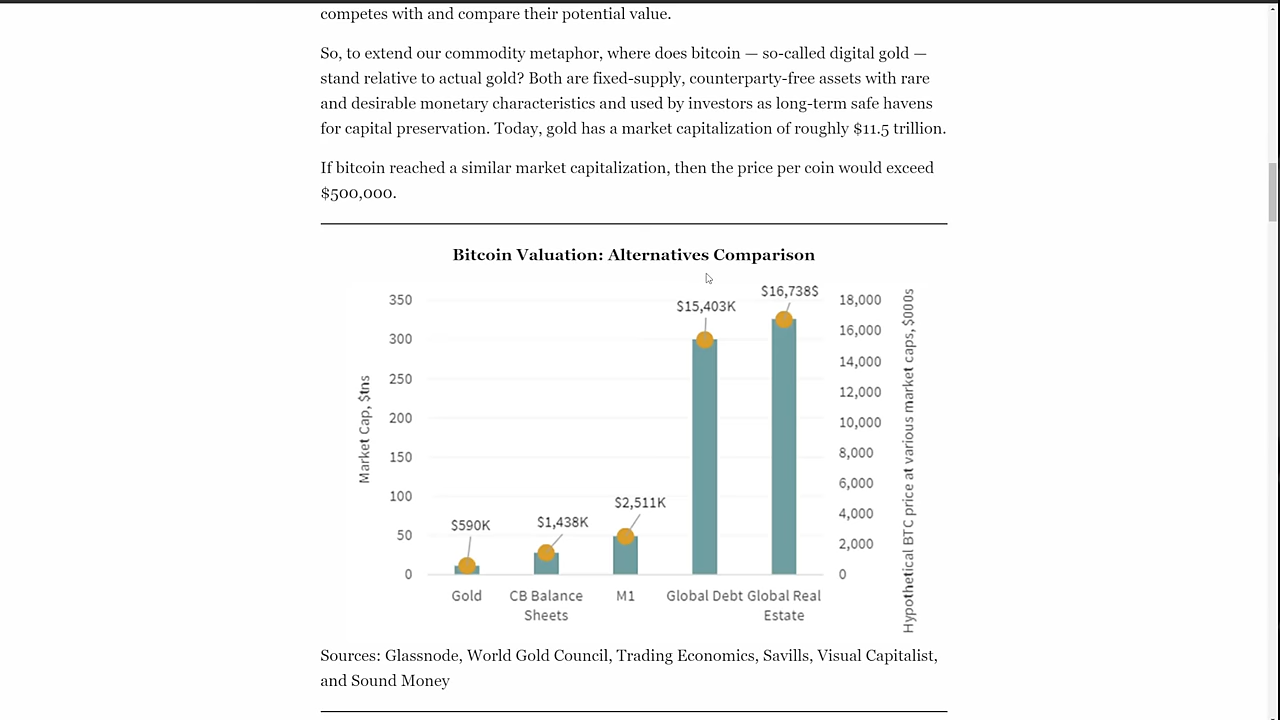 competes with and compare their potential value.
So, to extend our commodity metaphor, where does bitcoin — so-called digital gold —
stand relative to actual gold? Both are fixed-supply, counterparty-free assets with rare
and desirable monetary characteristics and used by investors as long-term safe havens
for capital preservation. Today, gold has a market capitalization of roughly $11.5 trillion.
If bitcoin reached a similar market capitalization, then the price per coin would exceed
$500,000.
Bitcoin Valuation: Alternatives Comparison
Market Cap, $tns
350
300
250
200
150
100
50
0
$590K
$1,438K
$2,511K
$15,403K
$16,738$
18,000
16,000
14,000
12,000
10,000
8,000
6,000
4,000
2,000
0
Hypothetical BTC price at various market caps, $000s
Gold
CB Balance
Sheets
M1
Global Debt
Global Real
Estate
Sources: Glassnode, World Gold Council, Trading Economics, Savills, Visual Capitalist,
and Sound Money